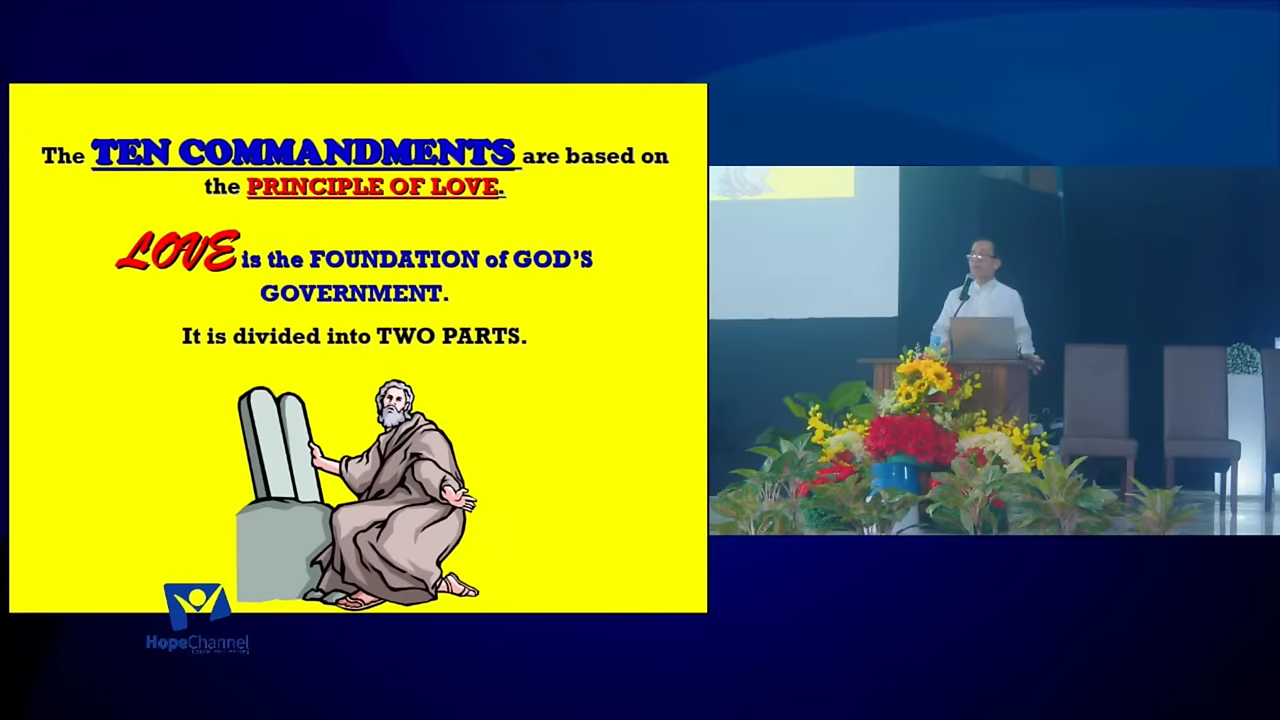 The TEN COMMANDMENTS are based on
the PRINCIPLE OF LOVE.
LOVE is the FOUNDATION of GOD'S
GOVERNMENT.
It is divided into TWO PARTS.
HopeChannel